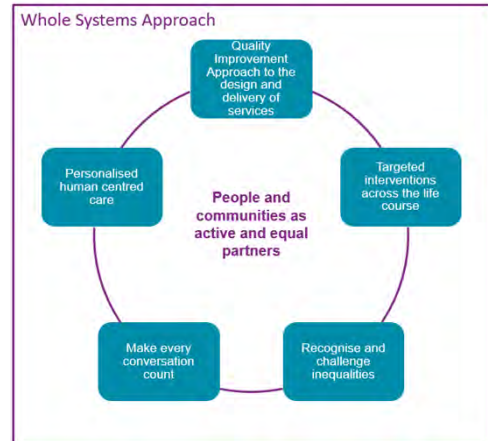 Whole Systems Approach
Quality
Improvement
Approach to the
design and
delivery of
services
Personalised
human centred
care
Targeted
interventions
across the life
course
People and
communities as
active and equal
partners
Make every
conversation
count
Recognise and
challenge
inequalities